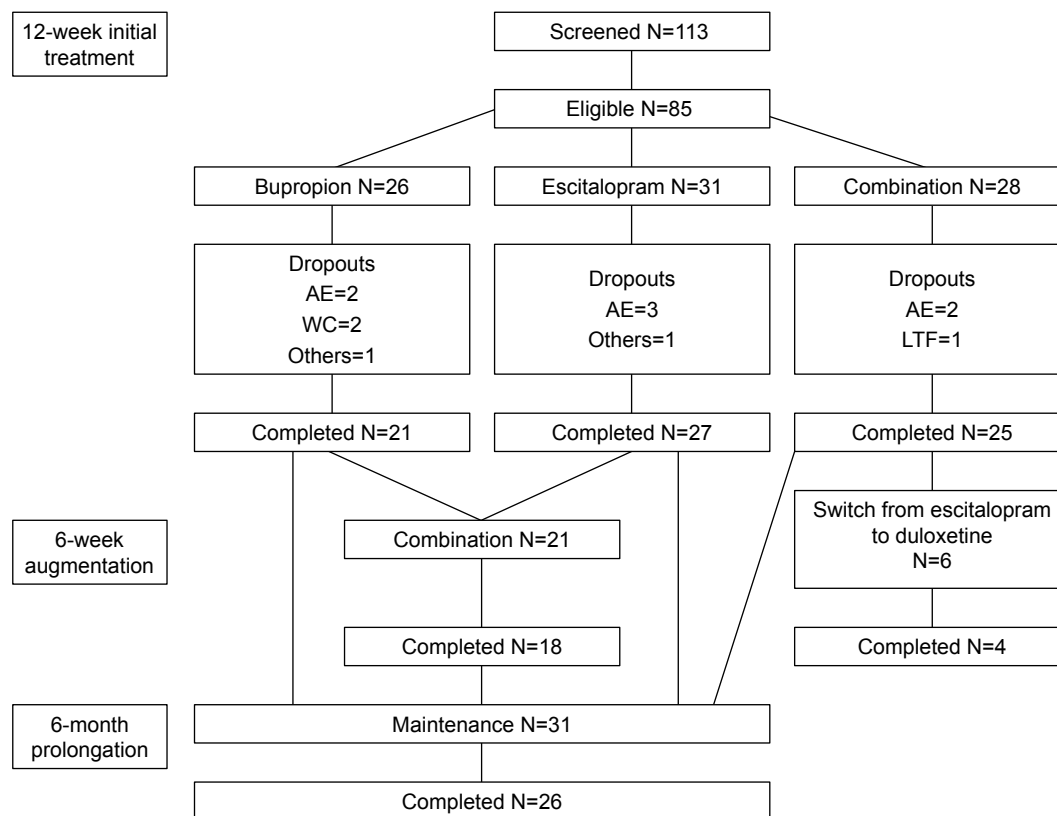 12-week initial
treatment
Screened N=113
Eligible N=85
Bupropion N=26
Escitalopram N=31
Combination N=28
Dropouts
AE=2
WC=2
Others=1
Dropouts
AE=3
Others=1
Dropouts
AE=2
LTF=1
Completed N=21
Completed N=27
Completed N=25
6-week
augmentation
Combination N=21
Switch from escitalopram
to duloxetine
N=6
Completed N=18
Completed N=4
6-month
prolongation
Maintenance N=31
Completed N=26